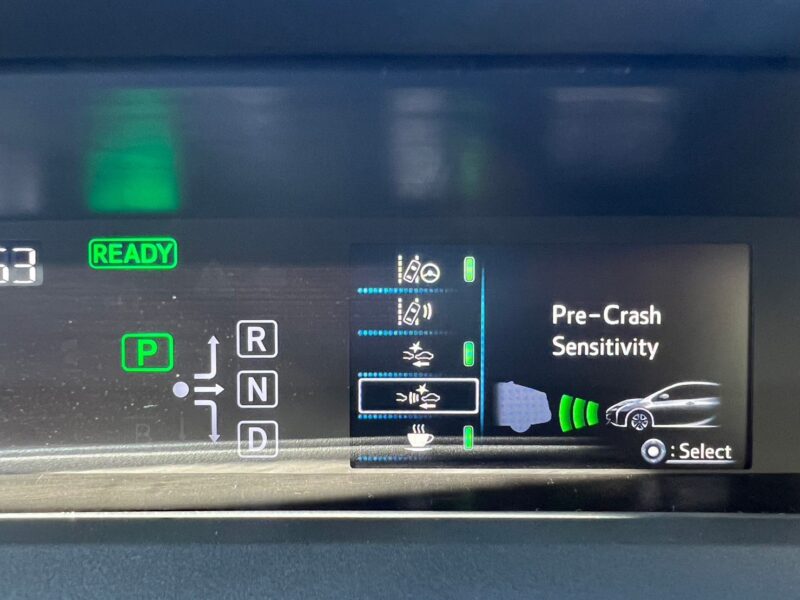 READY
P
R
N
D
Pre-Crash
Sensitivity
: Select